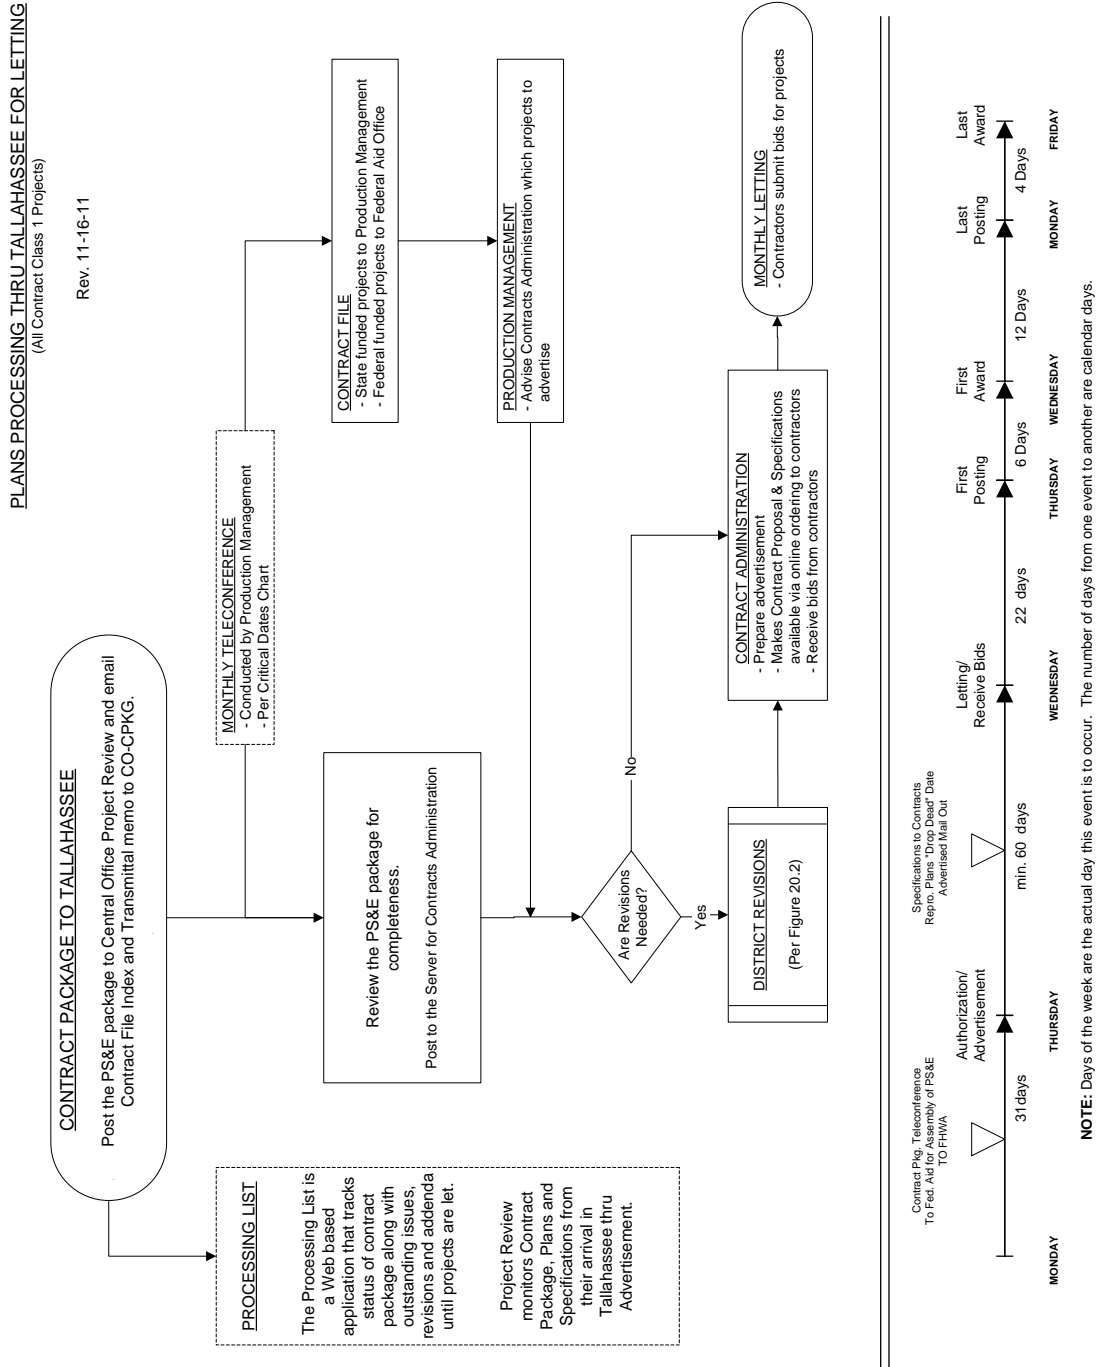 PLANS PROCESSING THRU TALLAHASSEE FOR LETTING
(All Contract Class 1 Projects)
Rev. 11-16-11
CONTRACT PACKAGE TO TALLAHASSEE
Post the PS&E package to Central Office Project Review and email
Contract File Index and Transmittal memo to CO-CPKG.
PROCESSING LIST
The Processing List is
a Web based
application that tracks
status of contract
package along with
outstanding issues,
revisions and addenda
until projects are let.
Project Review
monitors Contract
Package, Plans and
Specifications from
their arrival in
Tallahassee thru
Advertisement.
MONTHLY TELECONFERENCE
- Conducted by Production Management
- Per Critical Dates Chart
Review the PS&E package for
completeness.
Post to the Server for Contracts Administration
CONTRACT FILE
- State funded projects to Production Management
- Federal funded projects to Federal Aid Office
PRODUCTION MANAGEMENT
- Advise Contracts Administration which projects to
advertise
Are Revisions
Needed?
No
Yes
DISTRICT REVISIONS
(Per Figure 20.2)
CONTRACT ADMINISTRATION
- Prepare advertisement
- Makes Contract Proposal & Specifications
available via online ordering to contractors
- Receive bids from contractors
MONTHLY LETTING
- Contractors submit bids for projects
Contract Pkg. Teleconference
To Fed. Aid for Assembly of PS&E
TO FHWA
Authorization/
Advertisement
Specifications to Contracts
Repro. Plans "Drop Dead" Date
Advertised Mail Out
Letting/
Receive Bids
First
Posting
First
Award
Last
Posting
Last
Award
31days
min. 60 days
22 days
6 Days
12 Days
4 Days
MONDAY
THURSDAY
WEDNESDAY
THURSDAY
WEDNESDAY
MONDAY
FRIDAY
NOTE: Days of the week are the actual day this event is to occur. The number of days from one event to another are calendar days.